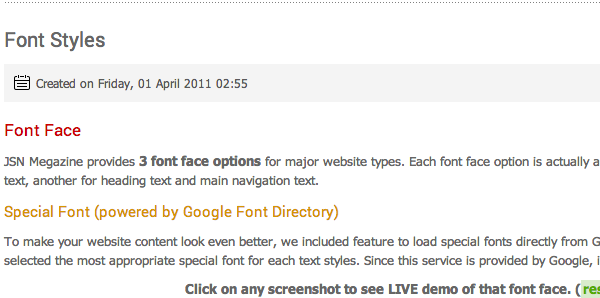 Font Styles
Created on Friday, 01 April 2011 02:55
Font Face
JSN Megazine provides 3 font face options for major website types. Each font face option is actually a
text, another for heading text and main navigation text.
Special Font (powered by Google Font Directory)
To make your website content look even better, we included feature to load special fonts directly from G
selected the most appropriate special font for each text styles. Since this service is provided by Google, i
Click on any screenshot to see LIVE demo of that font face. (res